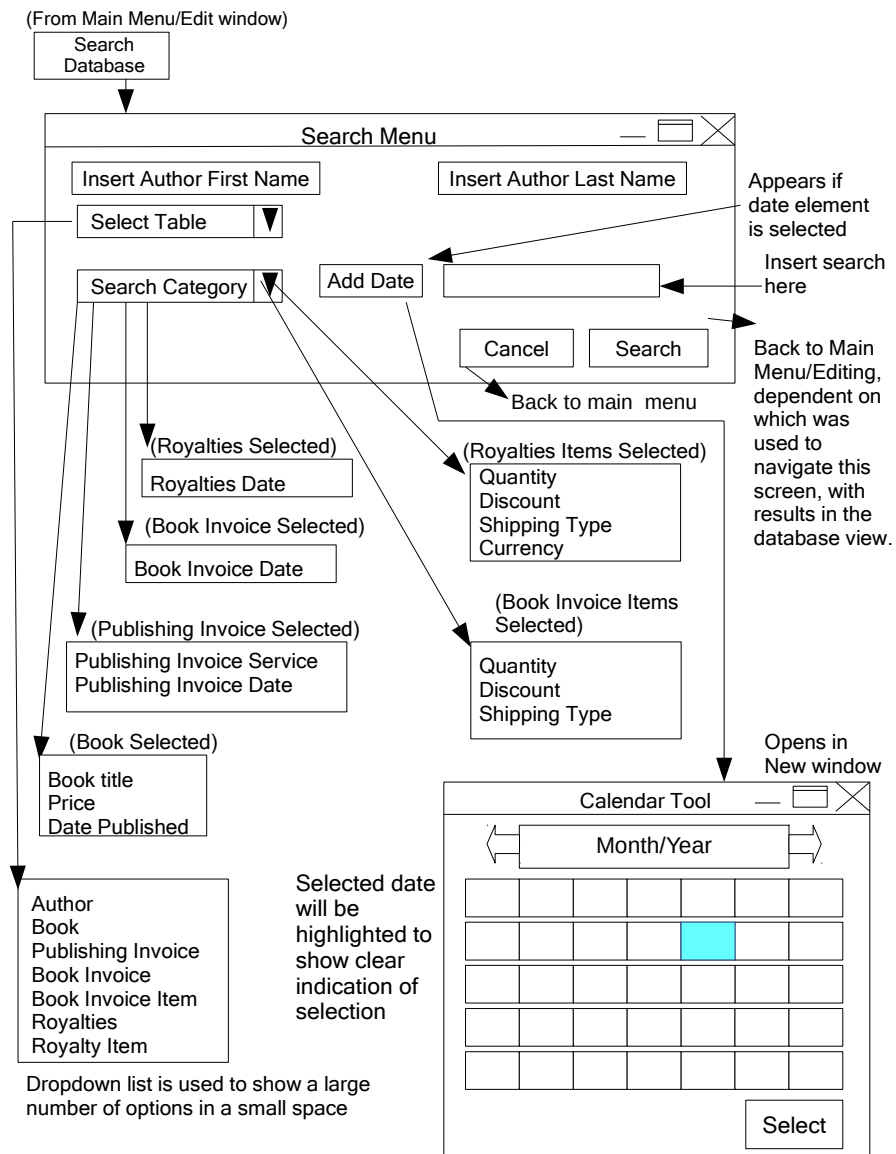 (From Main Menu/Edit window)
Search
Database
Search Menu
Insert Author First Name
Insert Author Last Name
Select Table
Appears if
date element
is selected
Search Category
Add Date
Insert search
here
Cancel
Search
Back to main menu
Back to Main
Menu/Editing,
dependent on
which was
used to
navigate this
screen, with
results in the
database view.
(Royalties Selected)
Royalties Date
(Royalties Items Selected)
Quantity
Discount
Shipping Type
Currency
(Book Invoice Selected)
Book Invoice Date
(Book Invoice Items
Selected)
Quantity
Discount
Shipping Type
(Publishing Invoice Selected)
Publishing Invoice Service
Publishing Invoice Date
(Book Selected)
Book title
Price
Date Published
Opens in
New window
Calendar Tool
Month/Year
Selected date
will be
highlighted to
show clear
indication of
selection
Author
Book
Publishing Invoice
Book Invoice
Book Invoice Item
Royalties
Royalty Item
Dropdown list is used to show a large
number of options in a small space
Select